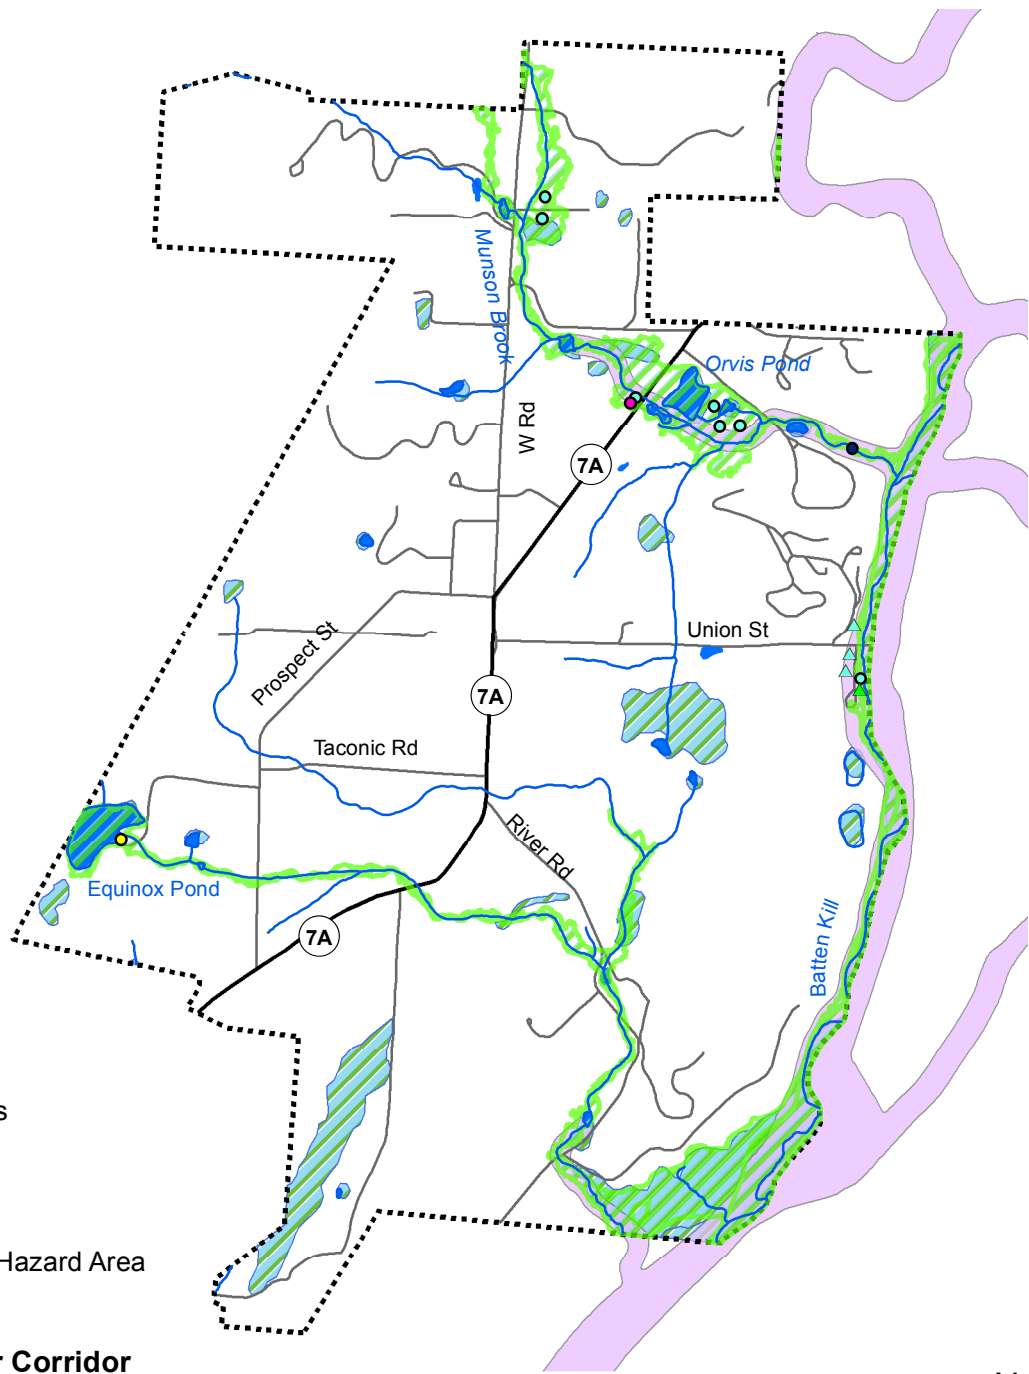 Munson Brook
Orvis Pond
W Rd
7A
Union St
Prospect St
7A
Taconic Rd
River Rd
Equinox Pond
7A
Batten Kill
s
Hazard Area
r Corridor